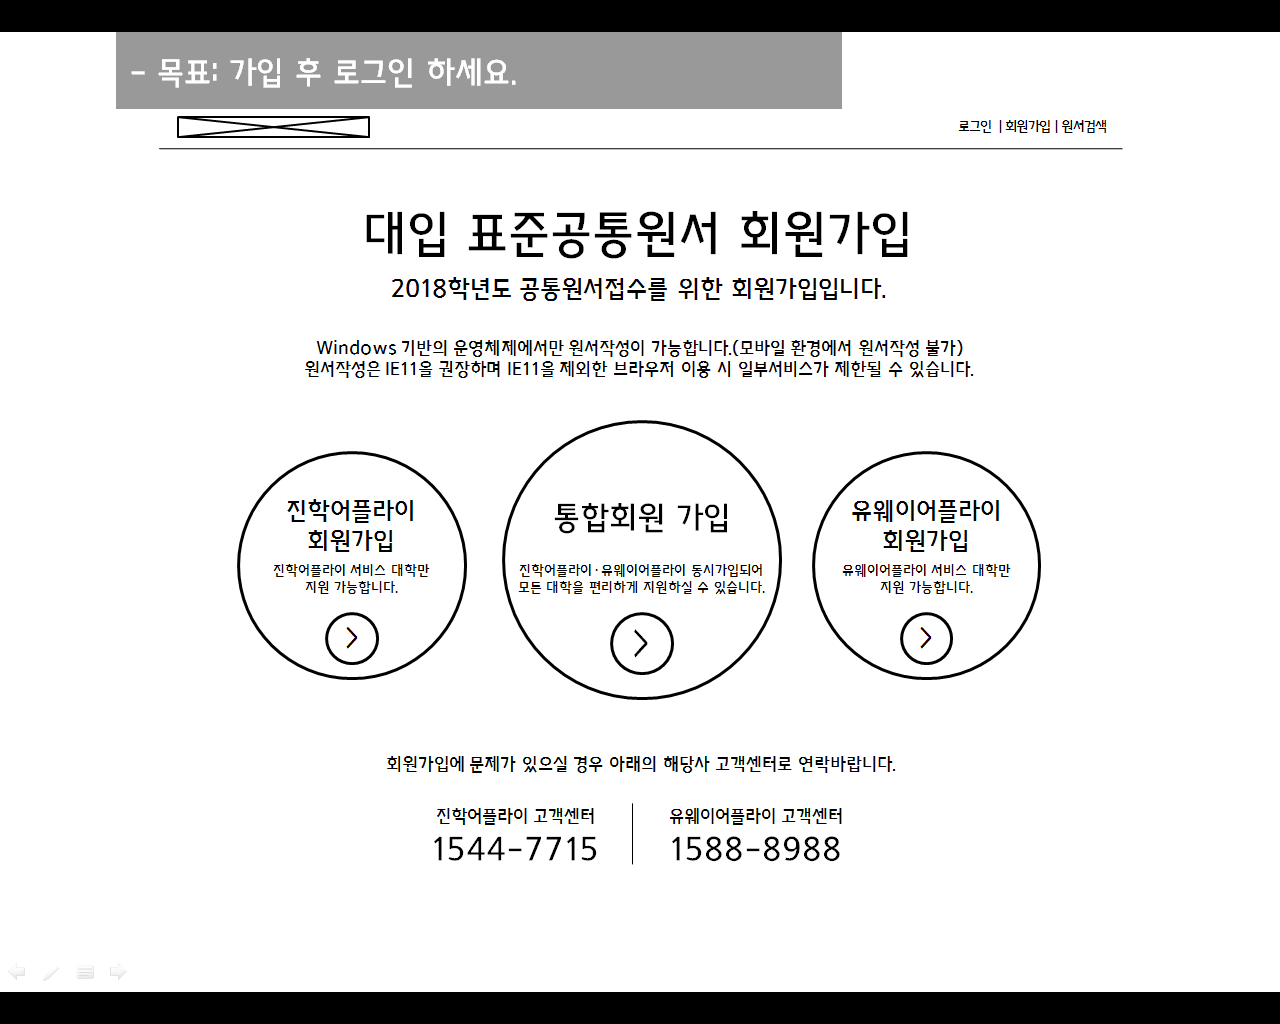 - 목표: 가입 후 로그인 하세요.
로그인 | 회원가입 | 원서검색
대입 표준공통원서 회원가입
2018학년도 공통원서접수를 위한 회원가입입니다.
Windows 기반의 운영체제에서만 원서작성이 가능합니다.(모바일 환경에서 원서작성 불가)
원서작성은 IE11을 권장하며 IE11을 제외한 브라우저 이용 시 일부서비스가 제한될 수 있습니다.
진학어플라이
회원가입
진학어플라이 서비스 대학만
지원 가능합니다.
통합회원 가입
진학어플라이·유웨이어플라이 동시가입되어
모든 대학을 편리하게 지원하실 수 있습니다.
유웨이어플라이
회원가입
유웨이어플라이 서비스 대학만
지원 가능합니다.
회원가입에 문제가 있으실 경우 아래의 해당사 고객센터로 연락바랍니다.
진학어플라이 고객센터
1544-7715
유웨이어플라이 고객센터
1588-8988